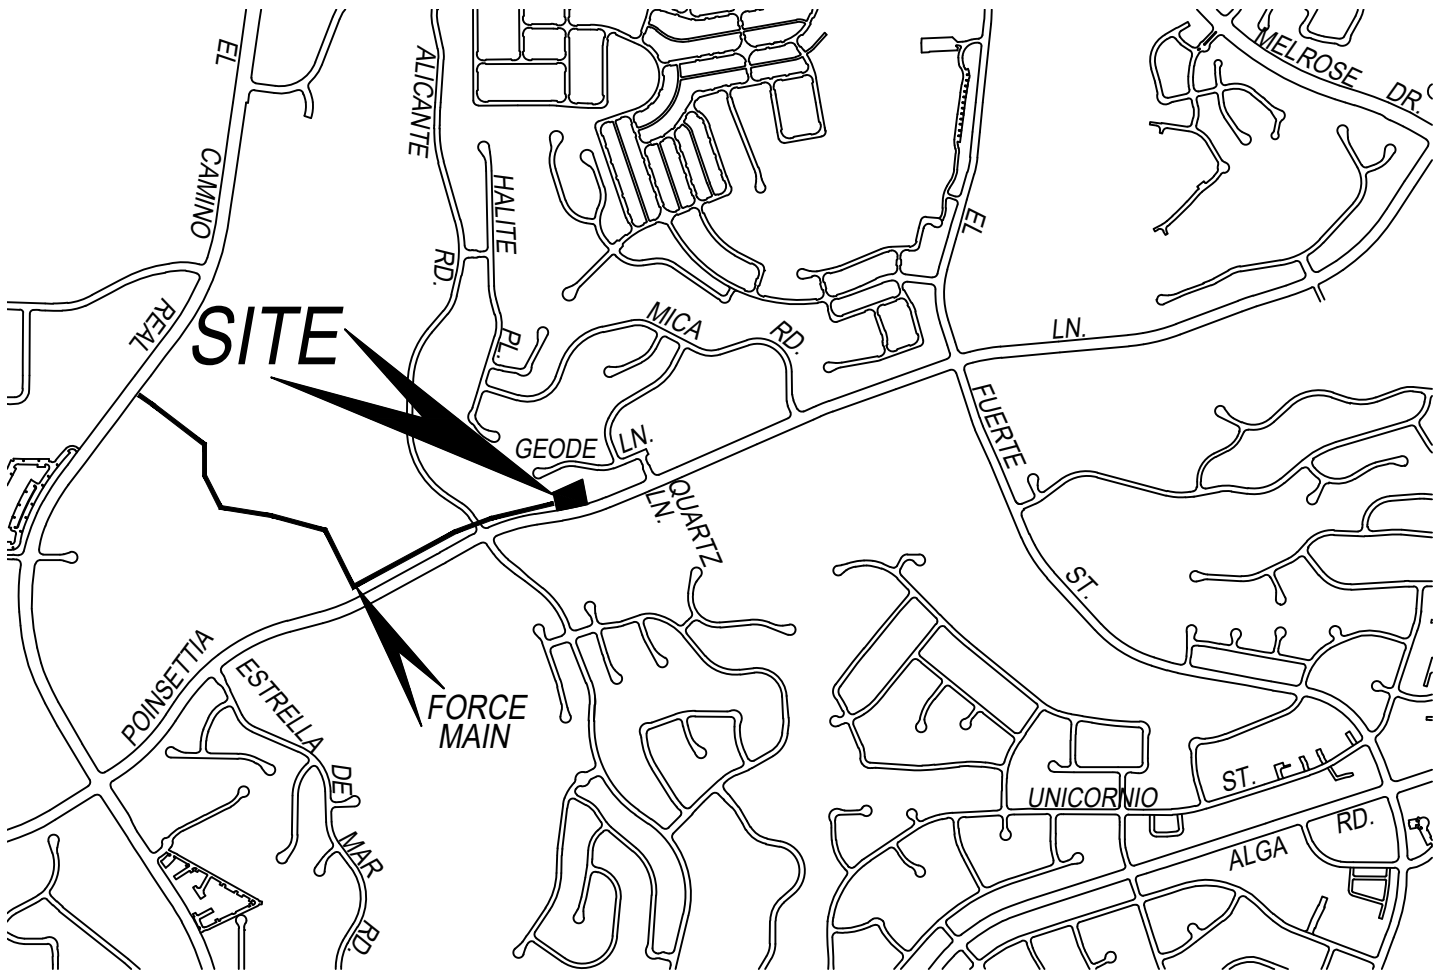 EL
CAMINO
REAL
ALICANTE
RD.
HALITE
PL.
MELROSE
DR.
EL
FUERTE
ST.
SITE
MICA
RD.
LN.
GEODE
LN.
QUARTZ
LN.
POINSETTIA
ESTRELLA
DE
MAR
RD.
FORCE
MAIN
UNICORNIO
ST.
ALGA
RD.